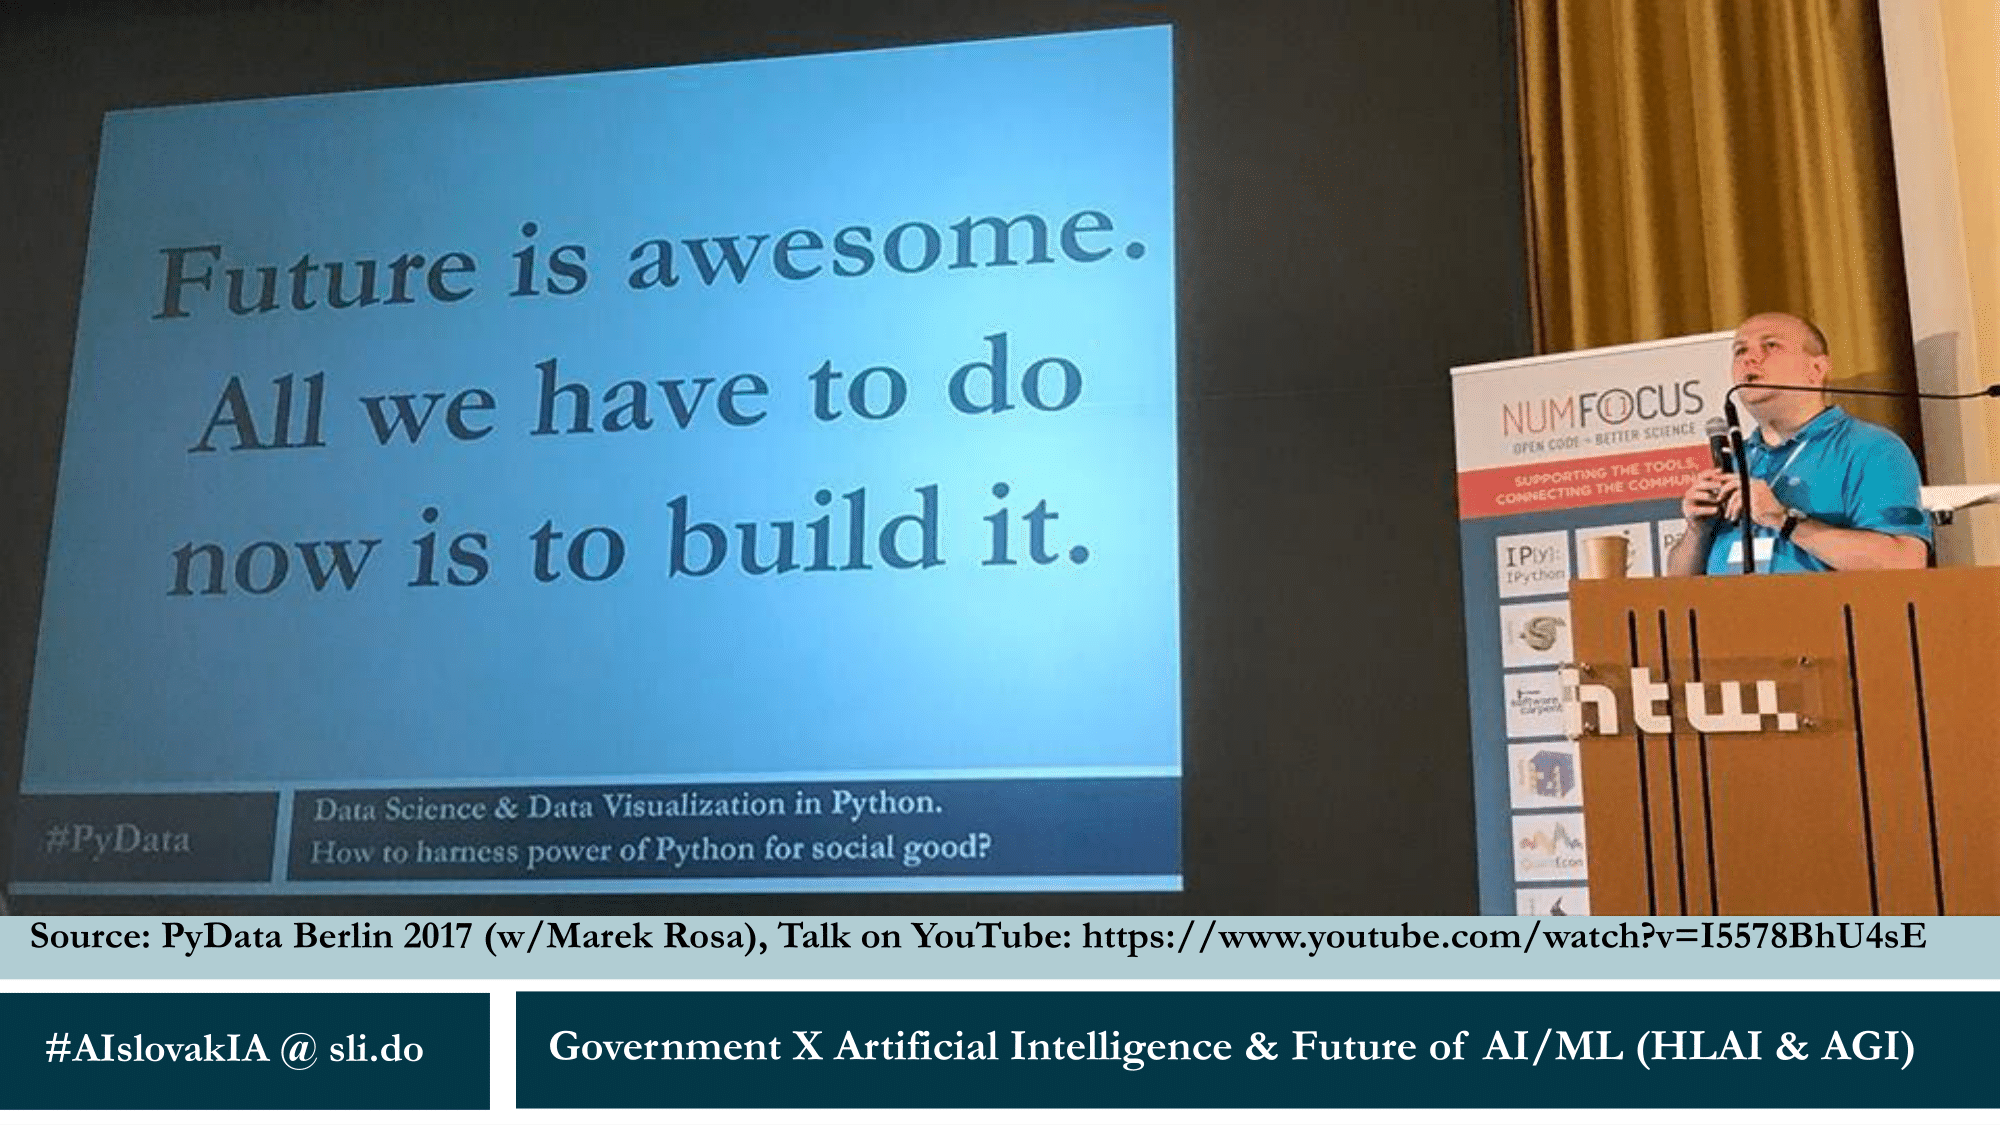 Future is awesome.
All we have to do
now is to build it.
#PyData
Data Science & Data Visualization in Python.
How to harness power of Python for social good?
NUMFOCUS
OPEN CODE = BETTER SCIENCE
SUPPORTING THE TOOLS,
CONNECTING THE
IP[y]:
IPython
software
htw.
Source: PyData Berlin 2017 (w/Marek Rosa), Talk on YouTube: https://www.youtube.com/watch?v=I5578BhU4sE
#AIslovakIA @ sli.do
Government X Artificial Intelligence & Future of AI/ML (HLAI & AGI)